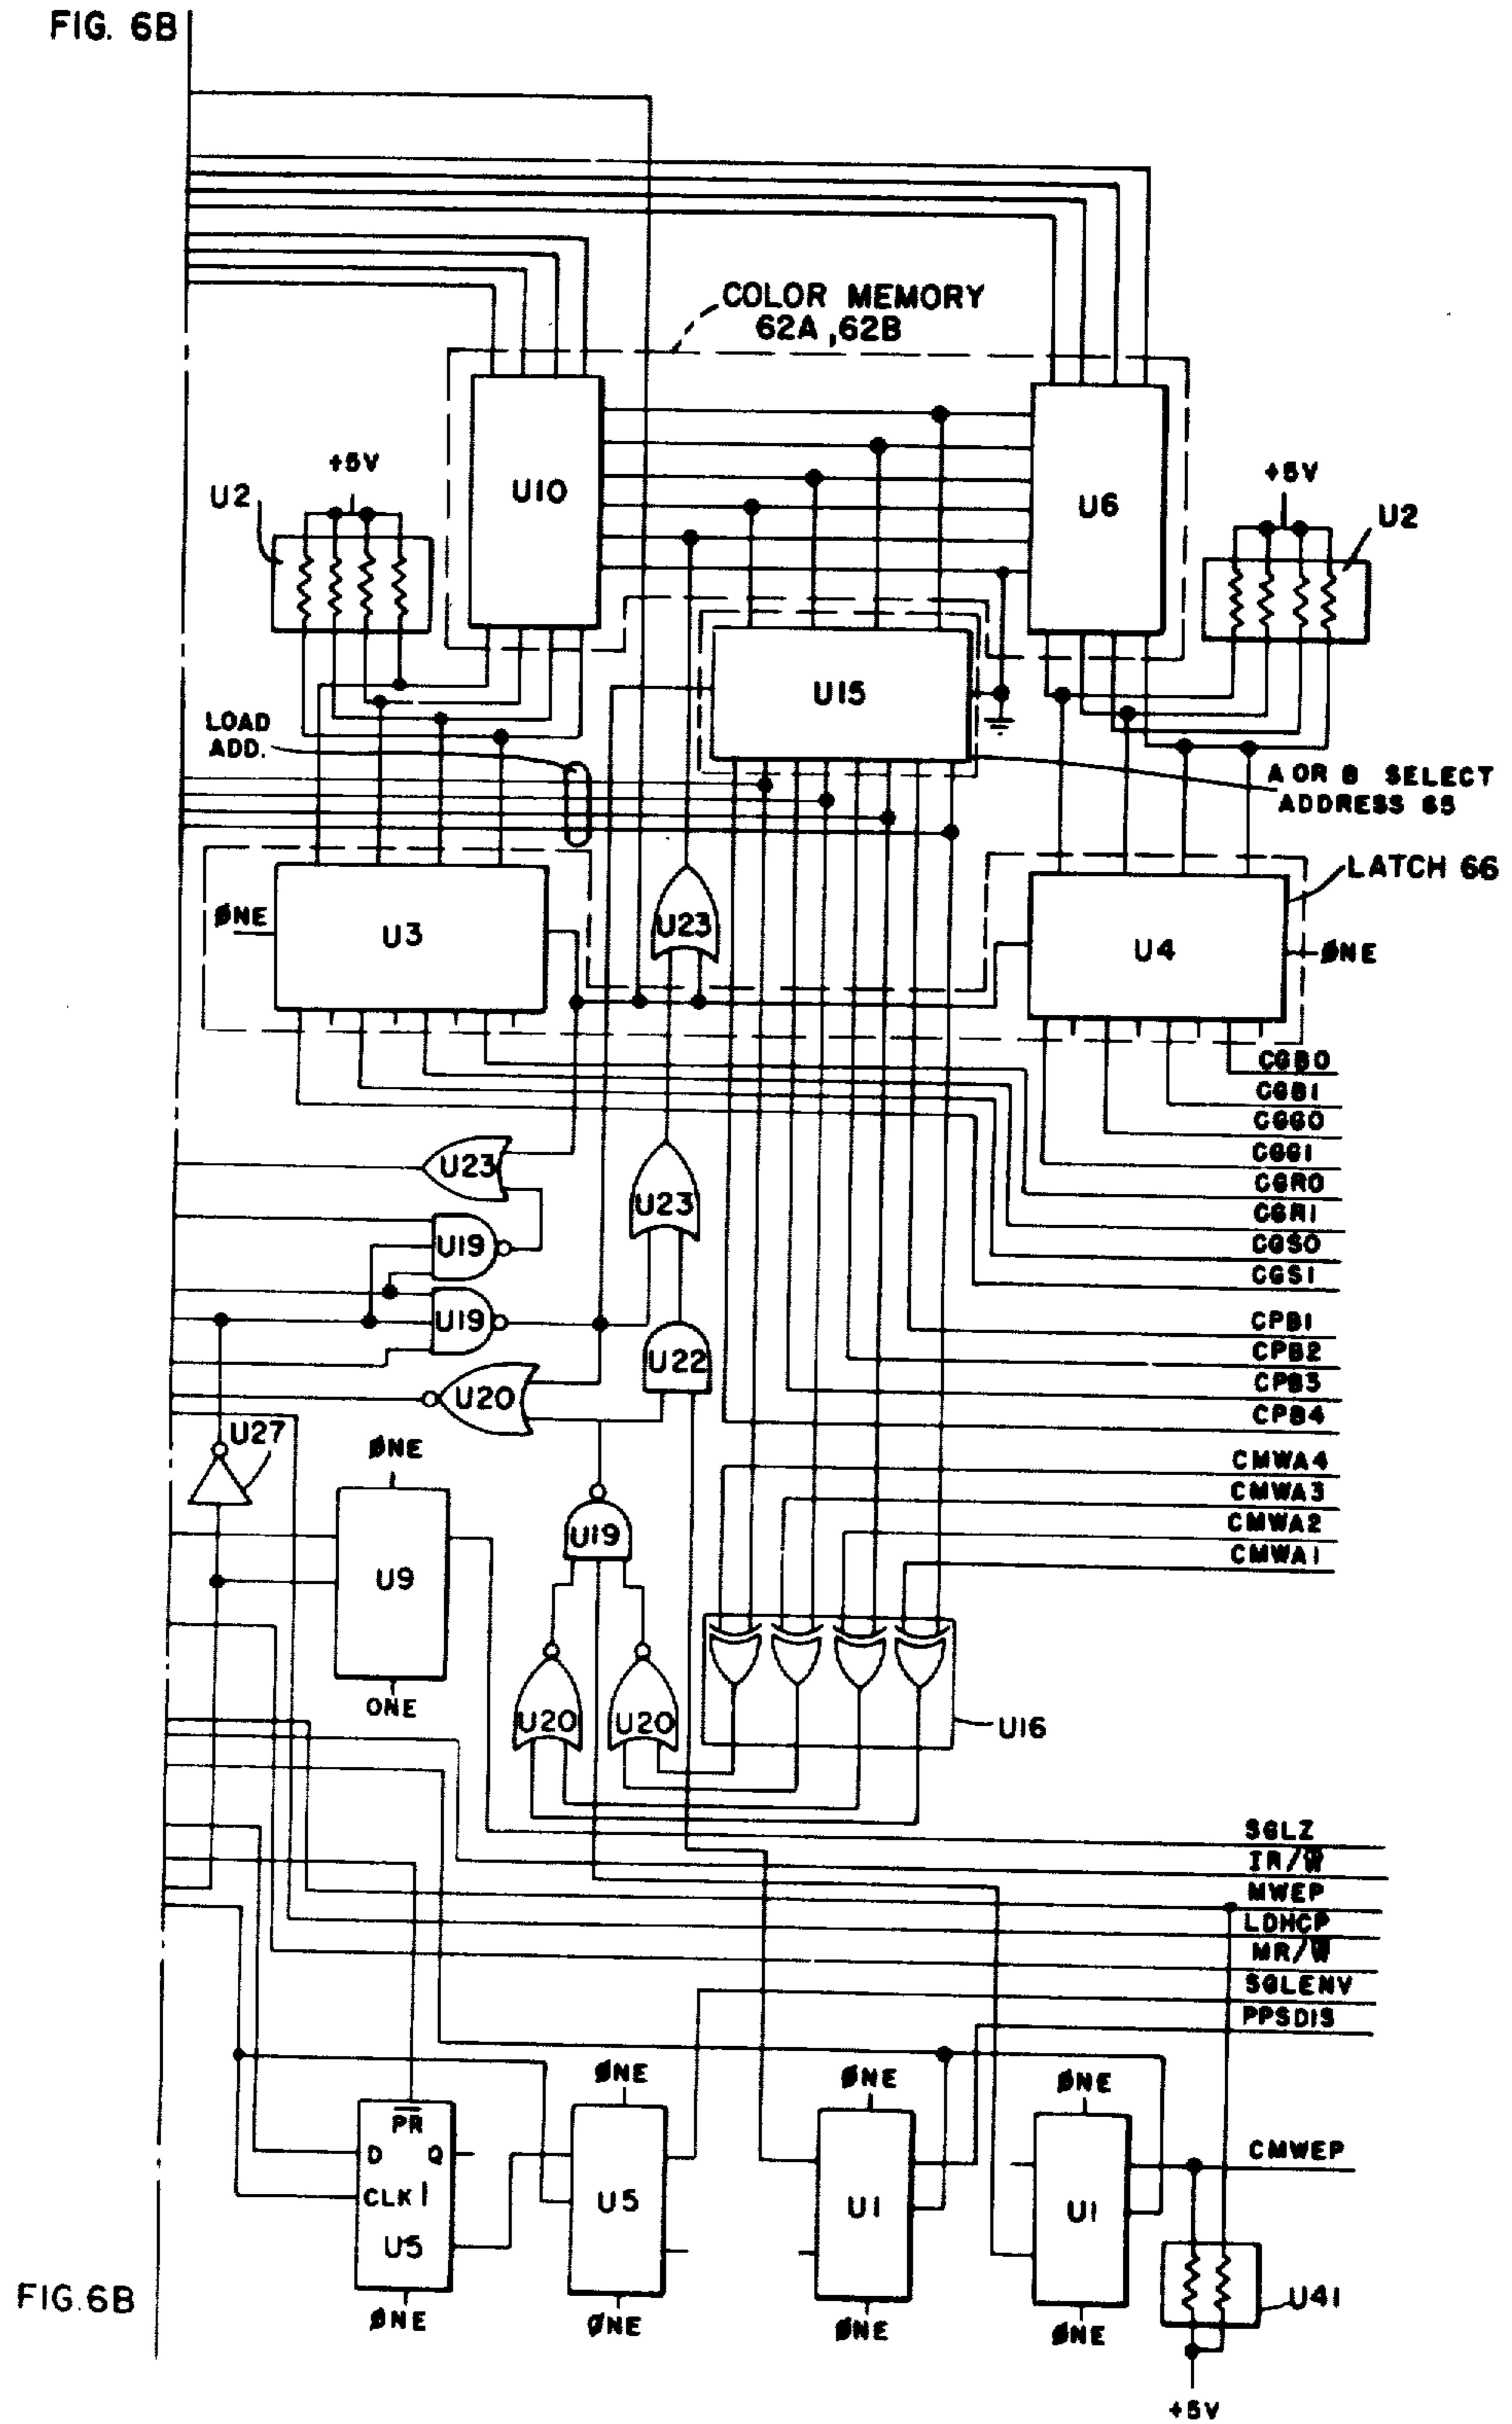 FIG. 6B
COLOR MEMORY
62A, 62B
+5V
U2
U10
U6
+5V
U2
U15
LOAD
ADD.
A OR B SELECT
ADDRESS 65
LATCH 66
ØNE
U3
U23
U4
ØNE
CGB0
CGB1
CGG0
CGG1
CGR0
CGR1
CGS0
CGS1
U23
U23
U19
U19
U22
U20
CPB1
CPB2
CPB3
CPB4
U27
ØNE
CMWA4
CMWA3
CMWA2
CMWA1
U19
U9
ONE
U20
U20
U16
SGLZ
IR/W̅
MWEP
LDHCP
MR/W̅
SGLENV
PPSDIS
ØNE
ØNE
ØNE
P̅R̅
D Q
CLK1
U5
U5
U1
U1
CMWEP
U41
ØNE
ØNE
ØNE
ØNE
+5V
FIG.6B